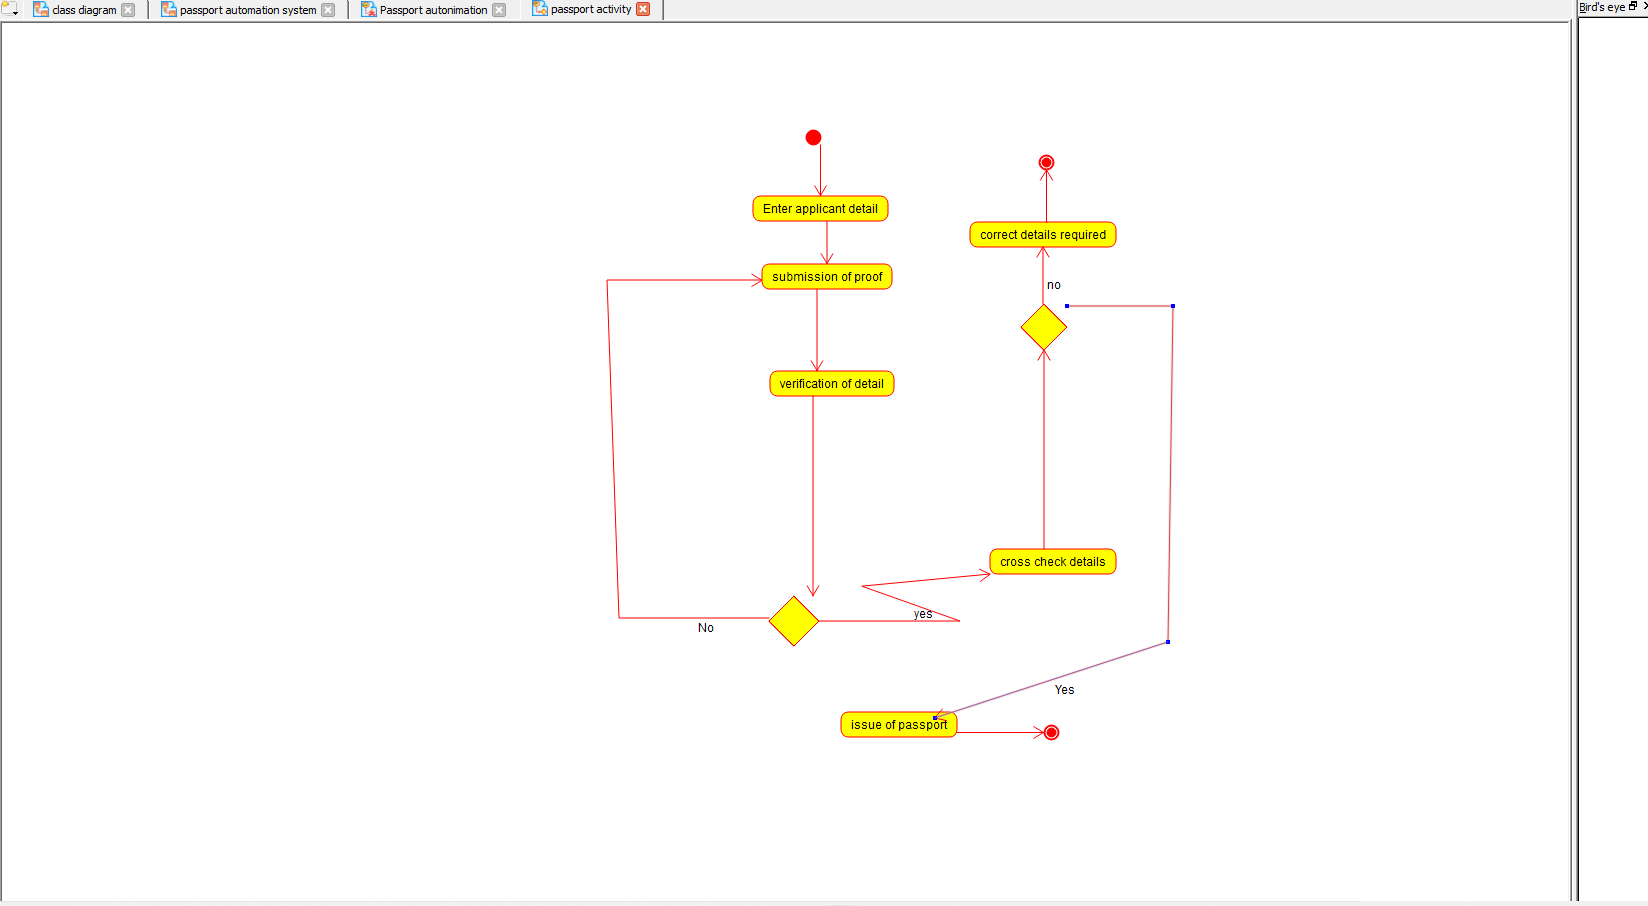 class diagram
passport automation system
Passport autonimation
passport activity
Bird's eye
Enter applicant detail
correct details required
submission of proof
no
verification of detail
cross check details
yes
No
Yes
issue of passport